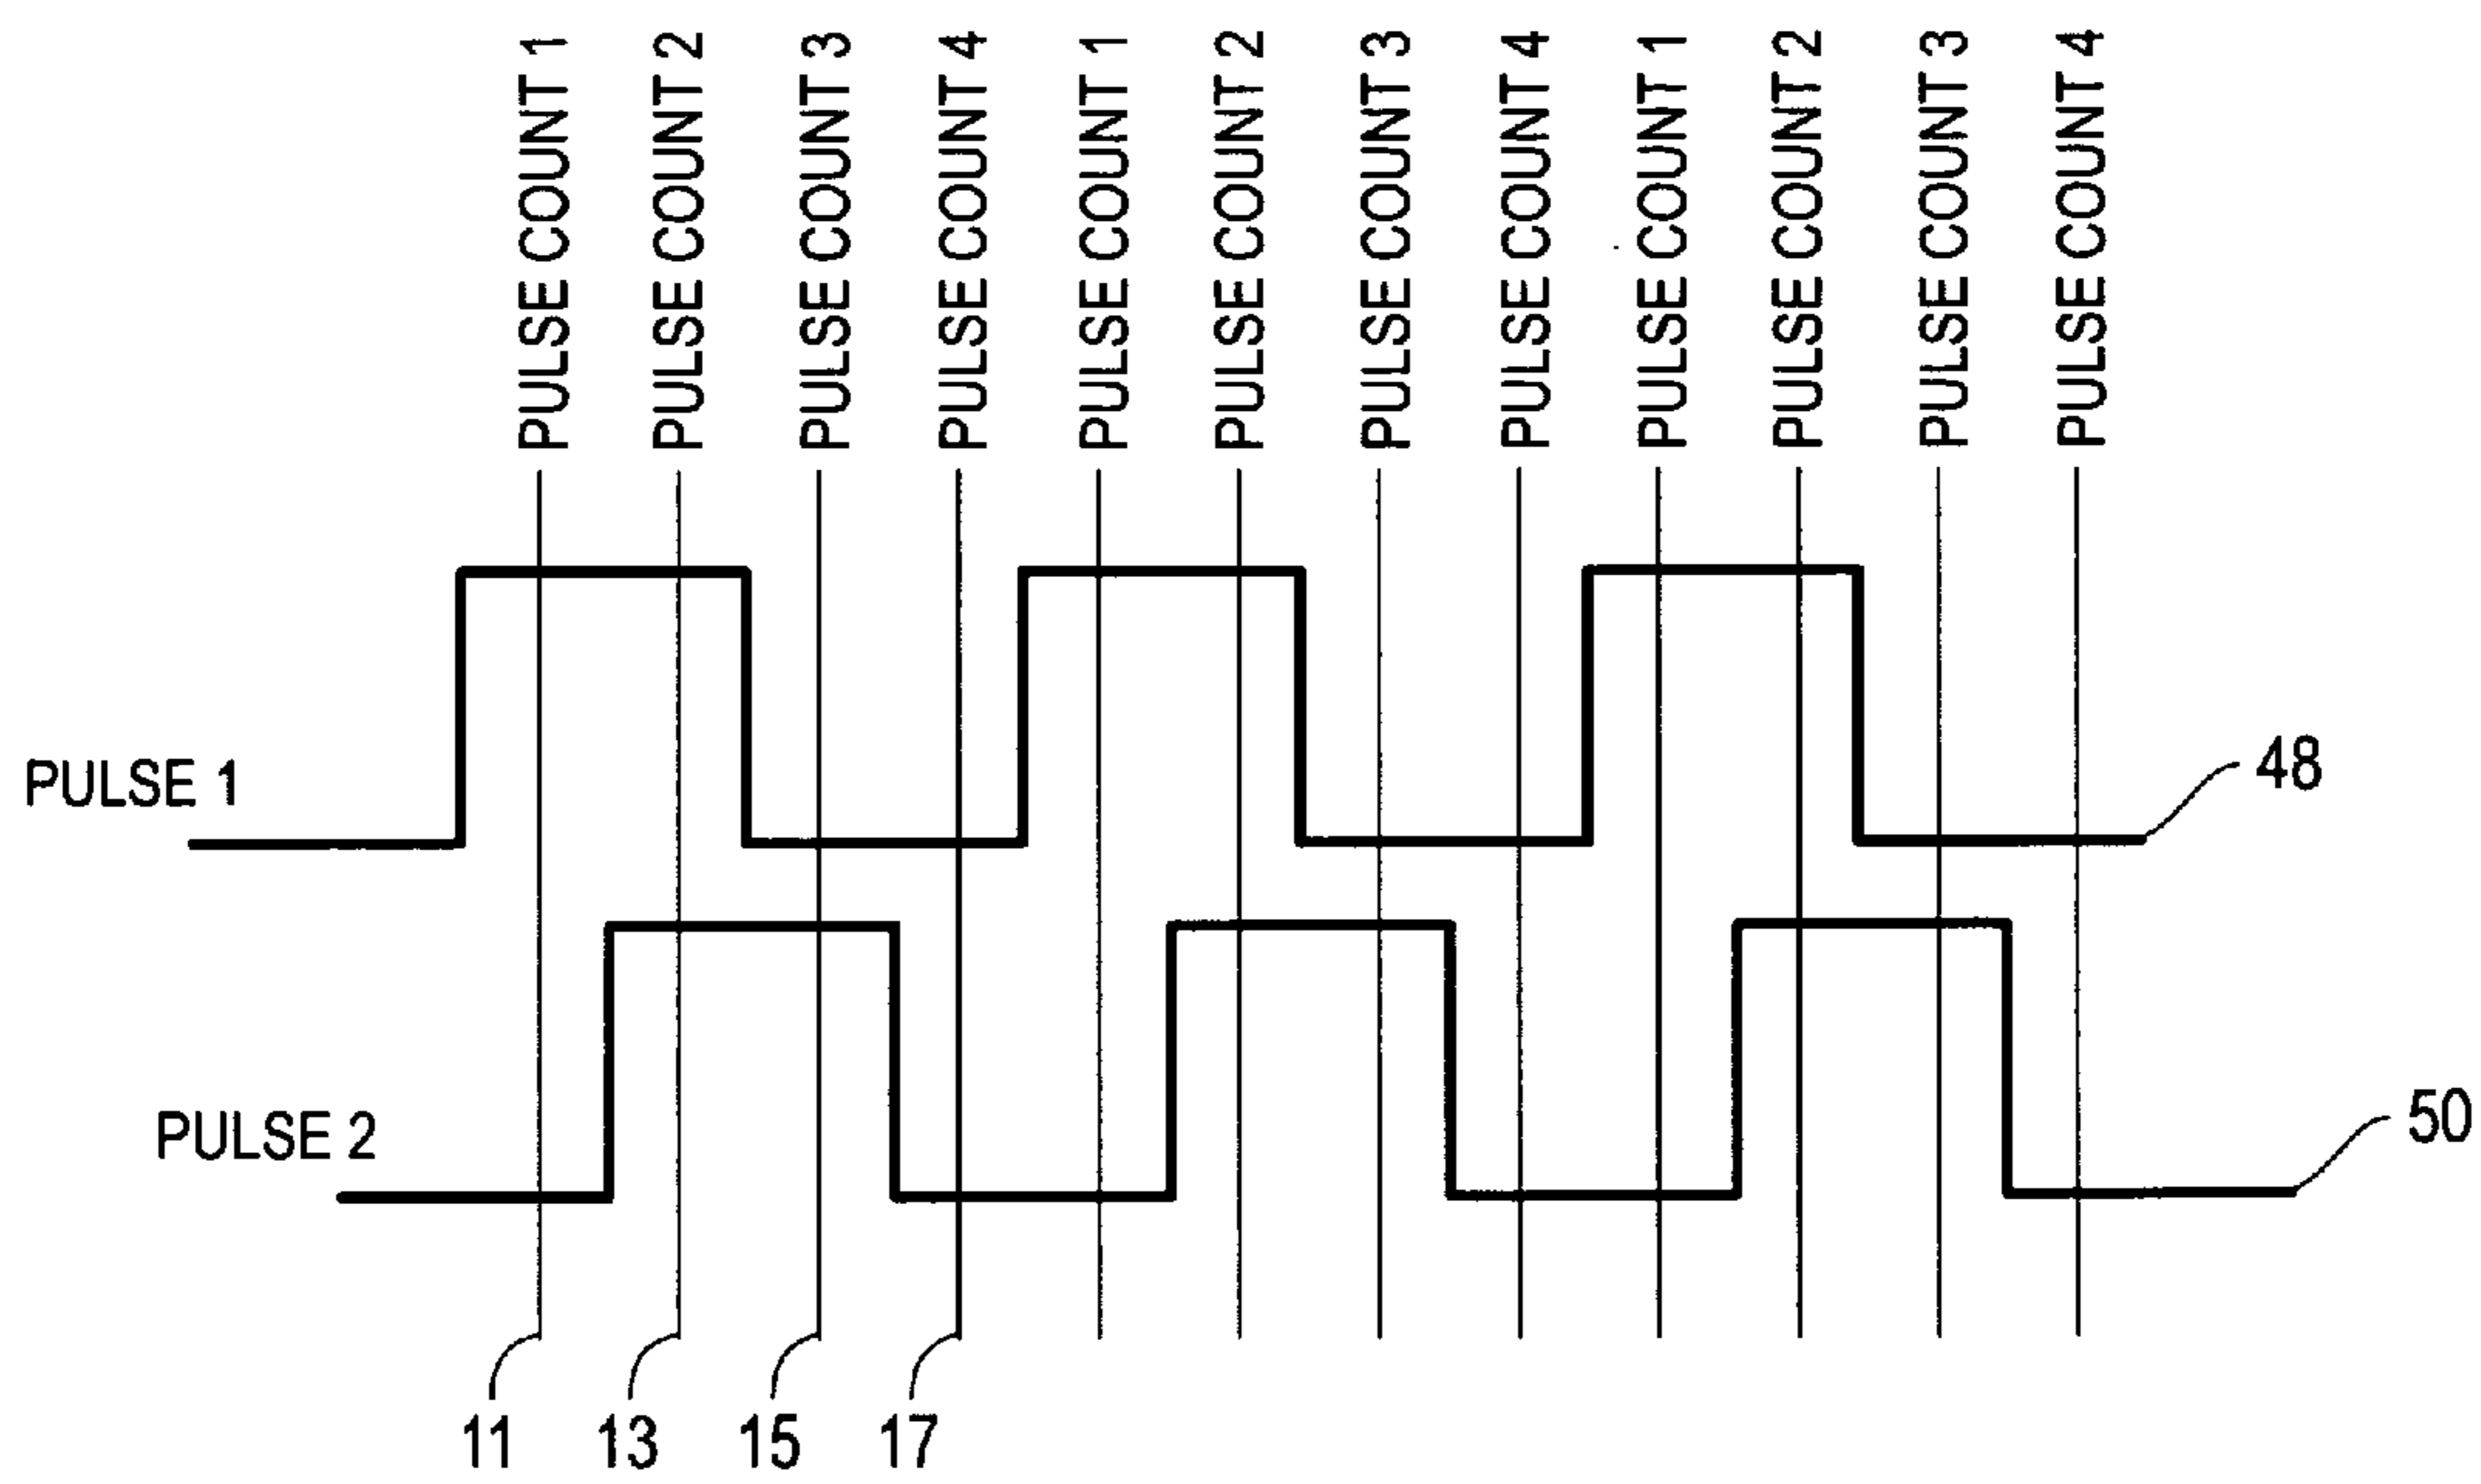 PULSE COUNT 1
PULSE COUNT 2
PULSE COUNT 3
PULSE COUNT 4
PULSE COUNT 1
PULSE COUNT 2
PULSE COUNT 3
PULSE COUNT 4
PULSE COUNT 1
PULSE COUNT 2
PULSE COUNT 3
PULSE COUNT 4
PULSE 1
48
PULSE 2
50
11
13
15
17